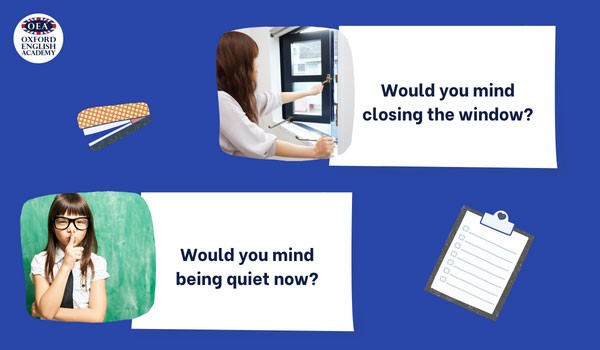 OEA
OXFORD
ENGLISH
ACADEMY
Would you mind
closing the window?
Would you mind
being quiet now?